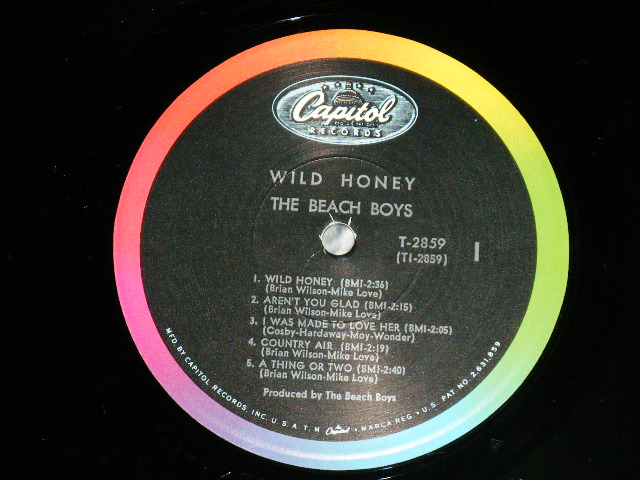 Capitol
RECORDS
WILD HONEY
THE BEACH BOYS
T-2859
(T1-2859)
1
1. WILD HONEY (BMI-2:36)
(Brian Wilson-Mike Love)
2. AREN'T YOU GLAD (BMI-2:15)
(Brian Wilson-Mike Love)
3. I WAS MADE TO LOVE HER (BMI-2:05)
(Cosby-Hardaway-Moy-Wonder)
4. COUNTRY AIR (BMI-2:19)
(Brian Wilson-Mike Love)
5. A THING OR TWO (BMI-2:40)
(Brian Wilson-Mike Love)
Produced by The Beach Boys
MFD. BY CAPITOL RECORDS, INC. U.S.A. T.M. Capitol • MARCA REG. • U.S. PAT. NO. 2,631,859